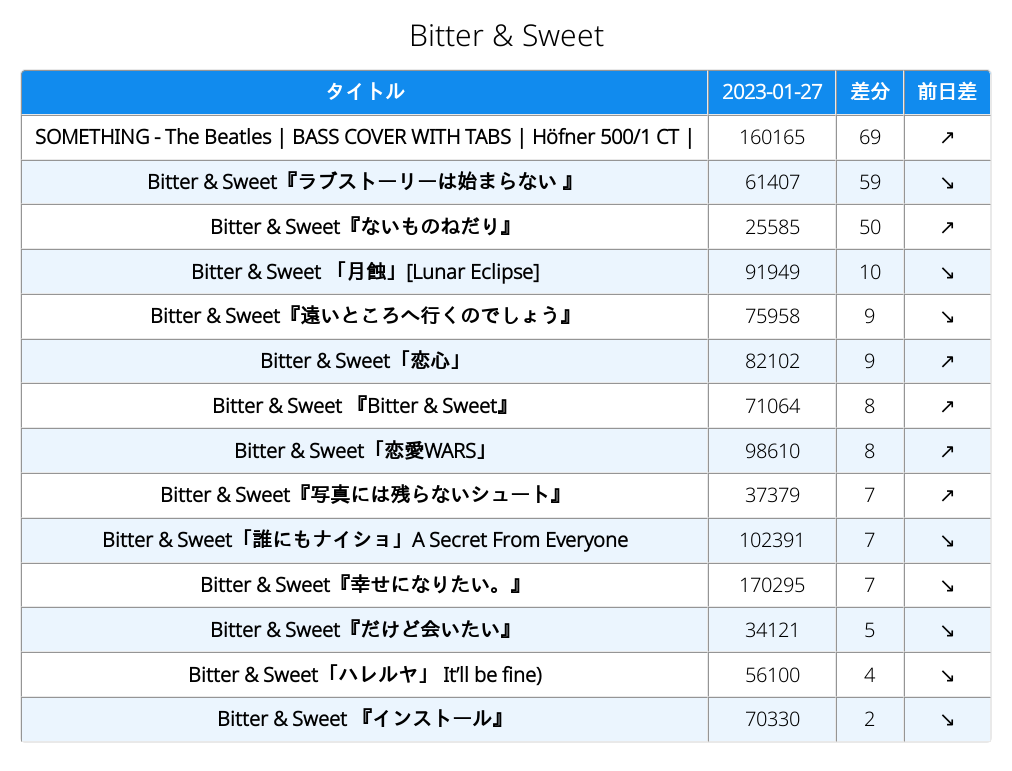 Bitter & Sweet
タイトル 2023-01-27 差分 前日差
SOMETHING - The Beatles | BASS COVER WITH TABS | Höfner 500/1 CT | 160165 69 ↗
Bitter & Sweet『ラブストーリーは始まらない 』 61407 59 ↘
Bitter & Sweet『ないものねだり』 25585 50 ↗
Bitter & Sweet 「月蝕」[Lunar Eclipse] 91949 10 ↘
Bitter & Sweet『遠いところへ行くのでしょう』 75958 9 ↘
Bitter & Sweet「恋心」 82102 9 ↗
Bitter & Sweet 『Bitter & Sweet』 71064 8 ↗
Bitter & Sweet「恋愛WARS」 98610 8 ↗
Bitter & Sweet『写真には残らないシュート』 37379 7 ↗
Bitter & Sweet「誰にもナイショ」A Secret From Everyone 102391 7 ↘
Bitter & Sweet『幸せになりたい。』 170295 7 ↘
Bitter & Sweet『だけど会いたい』 34121 5 ↘
Bitter & Sweet「ハレルヤ」 It’ll be fine) 56100 4 ↘
Bitter & Sweet 『インストール』 70330 2 ↘